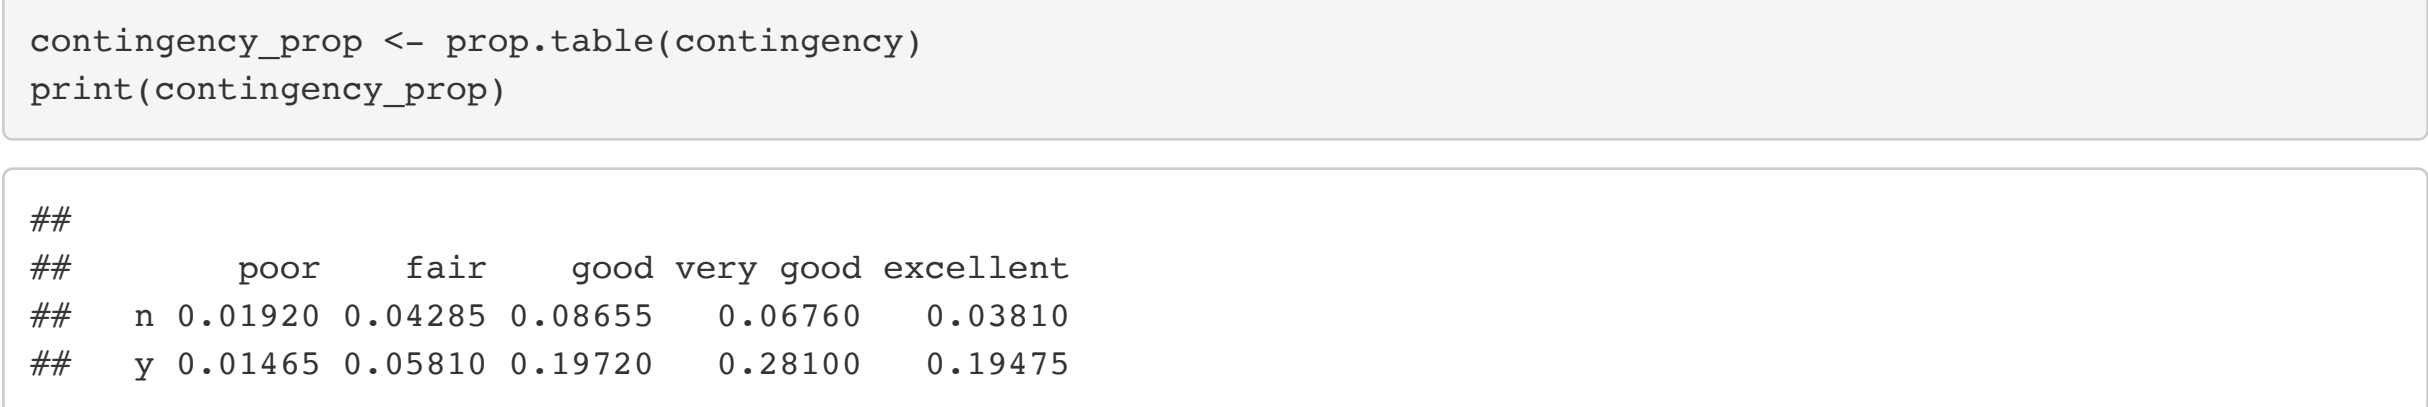 contingency_prop <- prop.table(contingency)
print(contingency_prop)
##
##        poor    fair    good very good excellent
##   n 0.01920 0.04285 0.08655   0.06760   0.03810
##   y 0.01465 0.05810 0.19720   0.28100   0.19475